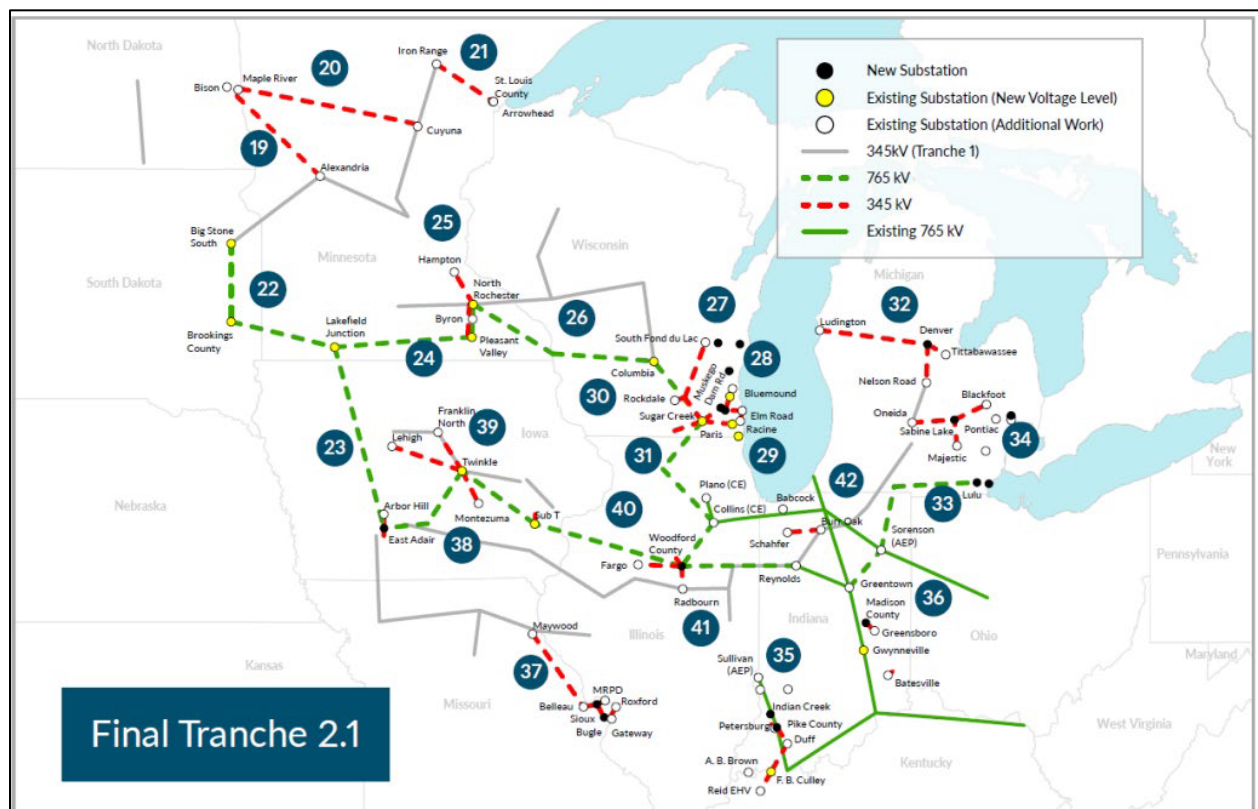 North Dakota
20
Iron Range
21
St. Louis
County
Arrowhead
Maple River
Bison
Cuyuna
19
Alexandria
New Substation
Existing Substation (New Voltage Level)
Existing Substation (Additional Work)
345kV (Tranche 1)
765 kV
345 kV
Existing 765 kV
Big Stone
South
25
Minnesota
Hampton
Wisconsin
South Dakota
22
North
Rochester
Brookings
County
Lakefield
Junction
Byron
24
Pleasant
Valley
26
27
South Fond du Lac
Columbia
28
Muskego
Dam Rd
Bluemound
30
Rockdale
Sugar Creek
Elm Road
Paris
Racine
29
Michigan
32
Ludington
Denver
Tittabawassee
Nelson Road
Blackfoot
Oneida
Sabine Lake
Pontiac
34
Majestic
New
York
Franklin
North
39
Lehigh
Iowa
Twinkle
23
Nebraska
Arbor Hill
Montezuma
Sub T
East Adair
38
31
Plano (CE)
Babcock
42
Collins (CE)
40
Woodford
County
Schahfer
Burr Oak
Fargo
Reynolds
Radbourn
33
Lulu
Sorenson
(AEP)
Pennsylvania
Greentown
36
Madison
County
Greensboro
Ohio
Gwynneville
Batesville
Indiana
41
Illinois
Maywood
37
Kansas
Missouri
MRPD
Belleau
Roxford
Sioux
Bugle
Gateway
35
Sullivan
(AEP)
Indian Creek
Petersburg
Pike County
Duff
A. B. Brown
F. B. Culley
Reid EHV
Kentucky
West Virginia
Maryland
Final Tranche 2.1